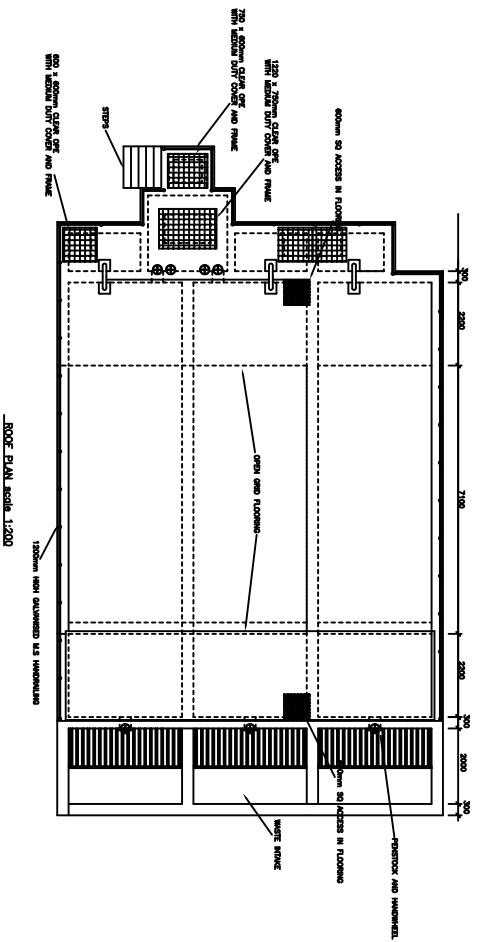 750 x 600mm CLEAR OPE
WITH MEDIUM DUTY COVER AND FRAME
1220 x 750mm CLEAR OPE
WITH MEDIUM DUTY COVER AND FRAME
600mm SQ ACCESS IN FLOORING
STEPS
600 x 600mm CLEAR OPE
WITH MEDIUM DUTY COVER AND FRAME
300
2200
7100
2200
300
2000
300
OPEN GRID FLOORING
1200mm HIGH GALVANISED M.S HANDRAILING
SQ ACCESS IN FLOORING
PENSTOCK AND HANDWHEEL
WASTE INTAKE
ROOF PLAN scale 1:200